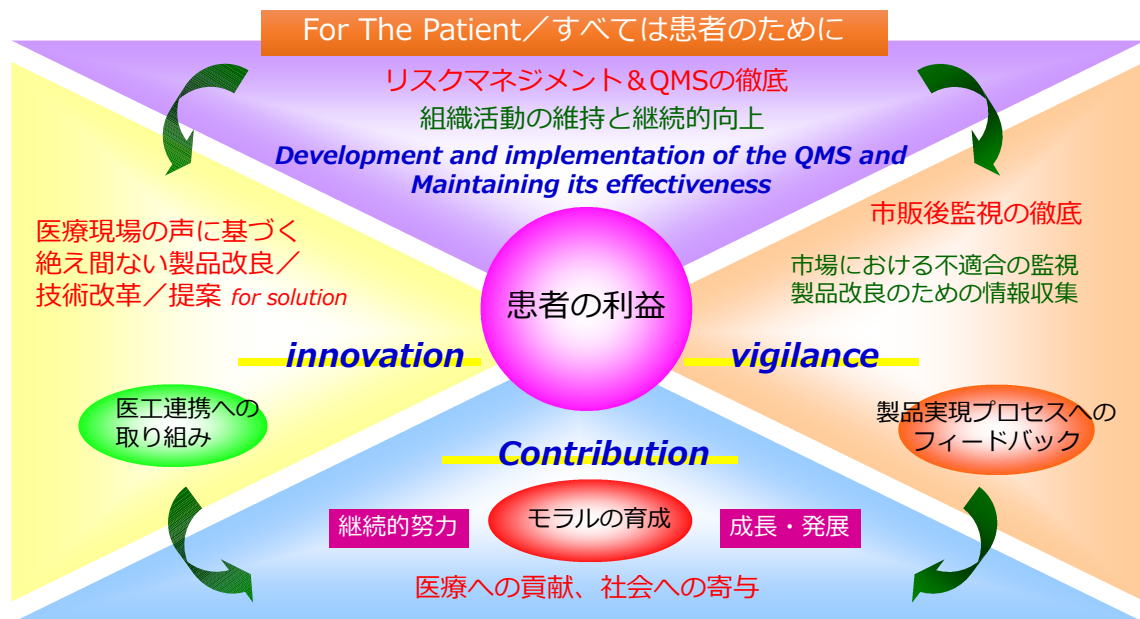 For The Patient／すべては患者のために
リスクマネジメント＆QMSの徹底
組織活動の維持と継続的向上
Development and implementation of the QMS and
Maintaining its effectiveness
医療現場の声に基づく
絶え間ない製品改良／
技術改革／提案 for solution
innovation
医工連携への
取り組み
患者の利益
市販後監視の徹底
市場における不適合の監視
製品改良のための情報収集
vigilance
製品実現プロセスへの
フィードバック
Contribution
継続的努力
モラルの育成
成長・発展
医療への貢献、社会への寄与